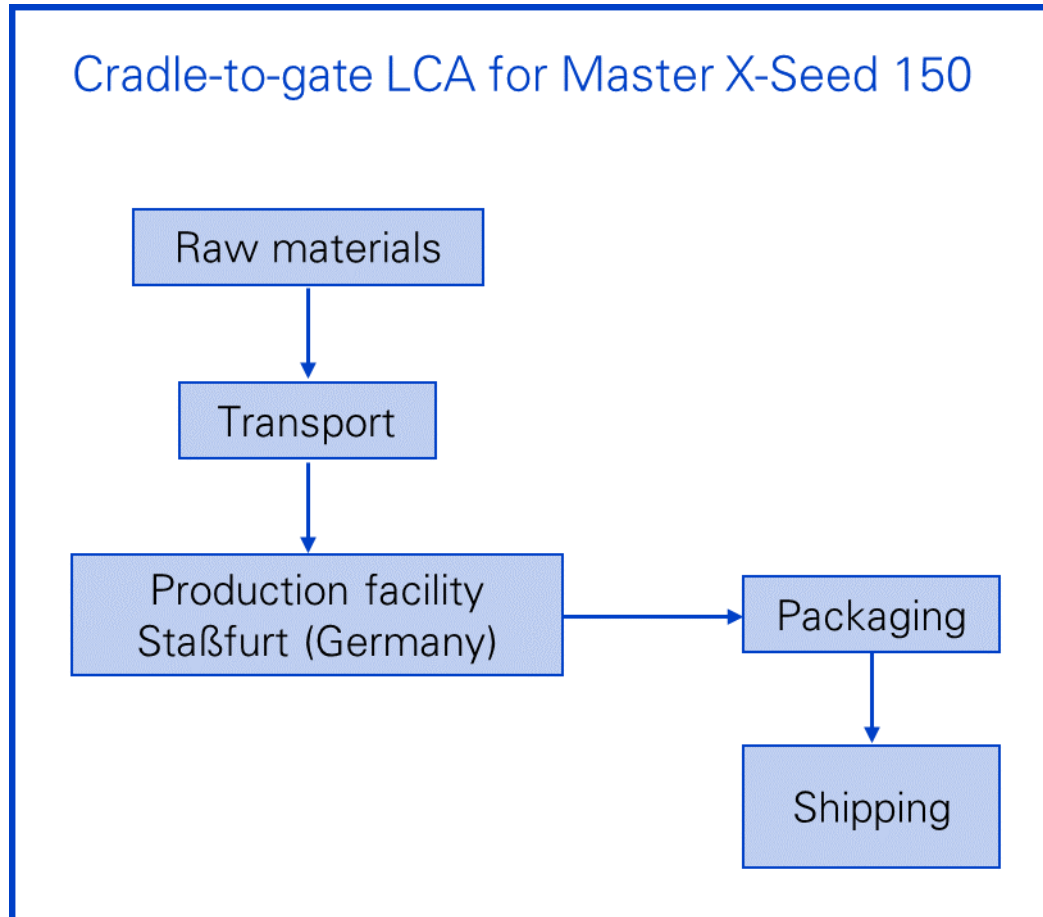 Cradle-to-gate LCA for Master X-Seed 150
Raw materials
Transport
Production facility
Staßfurt (Germany)
Packaging
Shipping